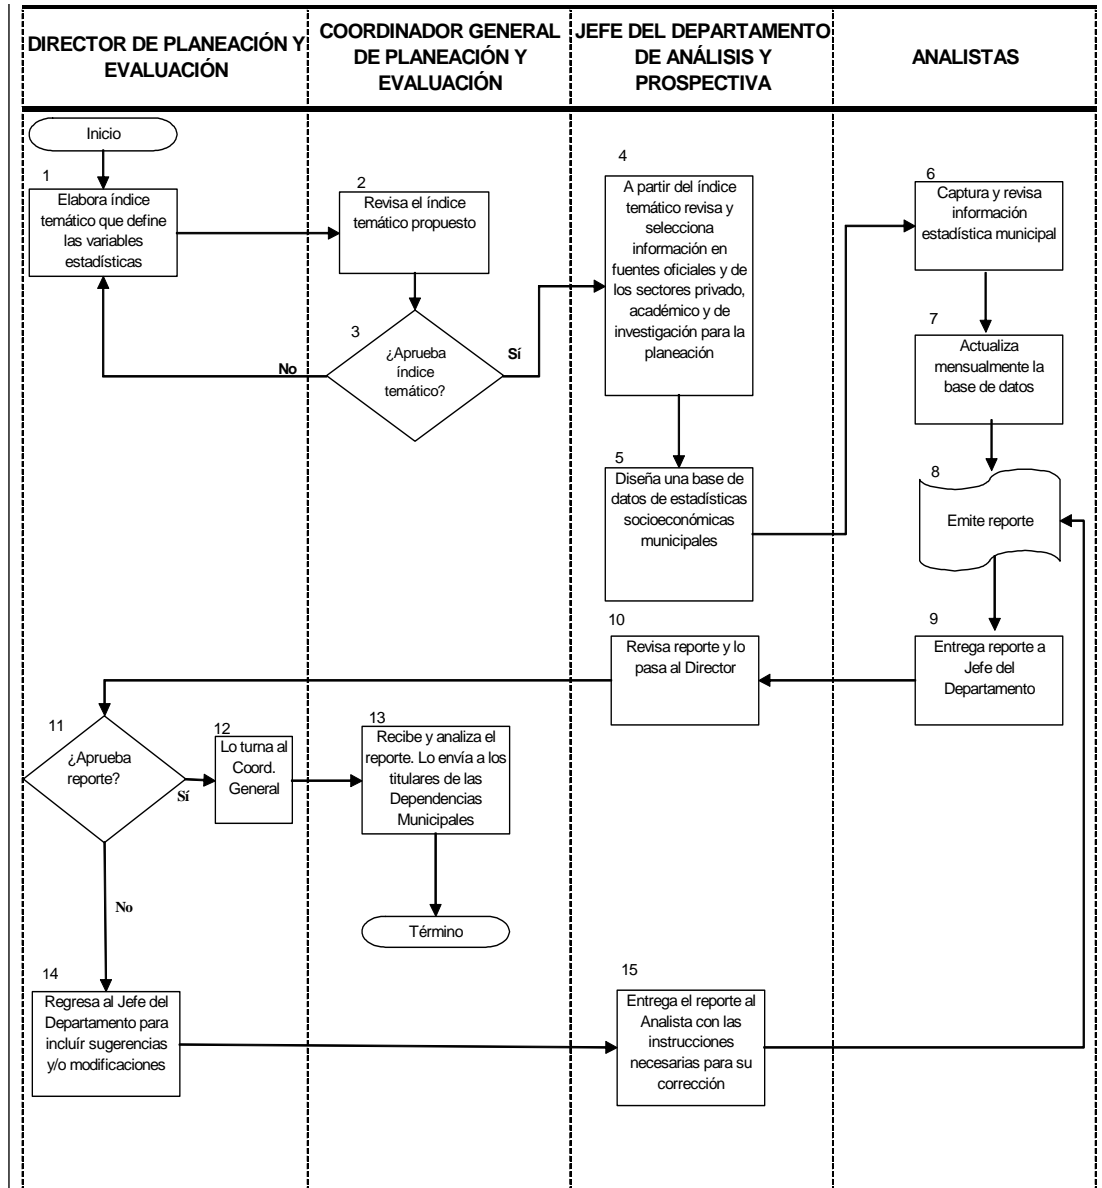 DIRECTOR DE PLANEACIÓN Y
EVALUACIÓN
COORDINADOR GENERAL
DE PLANEACIÓN Y
EVALUACIÓN
JEFE DEL DEPARTAMENTO
DE ANÁLISIS Y
PROSPECTIVA
ANALISTAS
Inicio
1
Elabora índice
temático que define
las variables
estadísticas
2
Revisa el índice
temático propuesto
3
¿Aprueba
índice
temático?
No
Sí
4
A partir del índice
temático revisa y
selecciona
información en
fuentes oficiales y de
los sectores privado,
académico y de
investigación para la
planeación
5
Diseña una base de
datos de estadísticas
socioeconómicas
municipales
6
Captura y revisa
información
estadística municipal
7
Actualiza
mensualmente la
base de datos
8
Emite reporte
9
Entrega reporte a
Jefe del
Departamento
10
Revisa reporte y lo
pasa al Director
11
¿Aprueba
reporte?
Sí
No
12
Lo turna al
Coord.
General
13
Recibe y analiza el
reporte. Lo envía a los
titulares de las
Dependencias
Municipales
Término
14
Regresa al Jefe del
Departamento para
incluír sugerencias
y/o modificaciones
15
Entrega el reporte al
Analista con las
instrucciones
necesarias para su
corrección